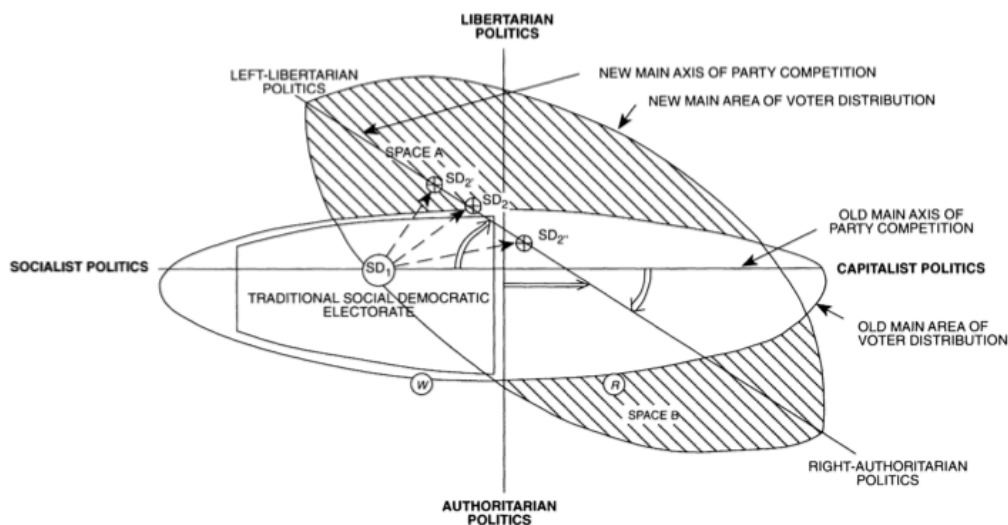 LIBERTARIAN
POLITICS
LEFT-LIBERTARIAN
POLITICS
NEW MAIN AXIS OF PARTY COMPETITION
NEW MAIN AREA OF VOTER DISTRIBUTION
SPACE A
SD2'
SD2
SD2''
OLD MAIN AXIS OF
PARTY COMPETITION
SOCIALIST POLITICS
SD1
CAPITALIST POLITICS
TRADITIONAL SOCIAL DEMOCRATIC
ELECTORATE
OLD MAIN AREA OF
VOTER DISTRIBUTION
W
R
SPACE B
RIGHT-AUTHORITARIAN
POLITICS
AUTHORITARIAN
POLITICS